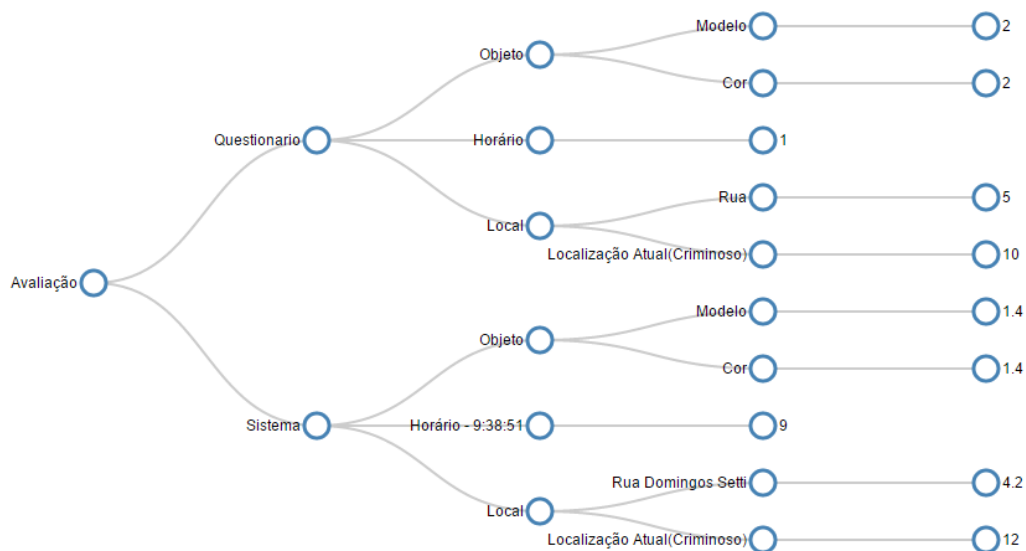 Modelo
2
Objeto
Cor
2
Questionario
Horário
1
Rua
5
Local
Localização Atual(Criminoso)
10
Avaliação
Modelo
1.4
Objeto
Cor
1.4
Sistema
Horário - 9:38:51
9
Rua Domingos Setti
4.2
Local
Localização Atual(Criminoso)
12